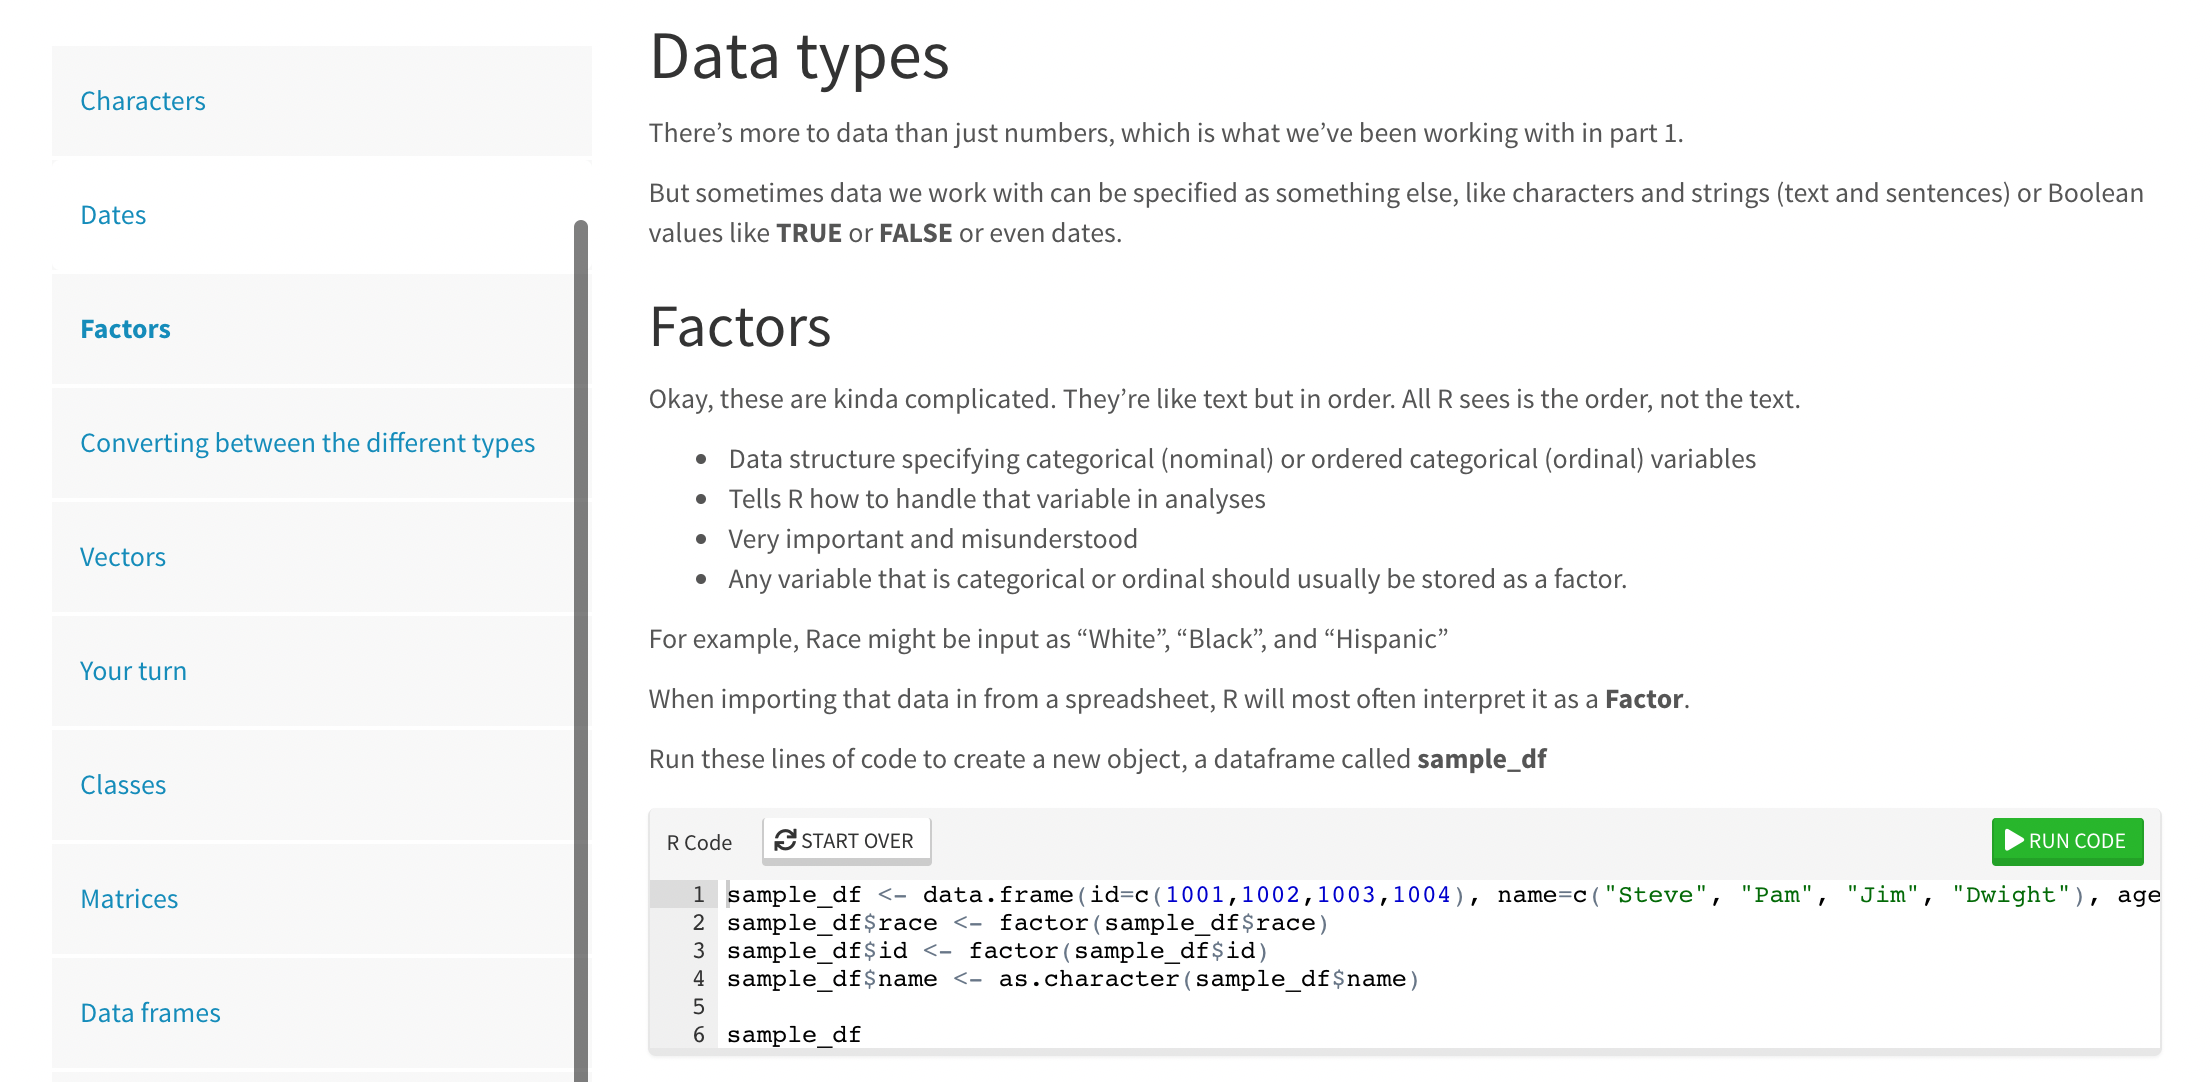 Characters
Dates
Factors
Converting between the different types
Vectors
Your turn
Classes
Matrices
Data frames
Data types
There’s more to data than just numbers, which is what we’ve been working with in part 1.
But sometimes data we work with can be specified as something else, like characters and strings (text and sentences) or Boolean
values like TRUE or FALSE or even dates.
Factors
Okay, these are kinda complicated. They’re like text but in order. All R sees is the order, not the text.
• Data structure specifying categorical (nominal) or ordered categorical (ordinal) variables
• Tells R how to handle that variable in analyses
• Very important and misunderstood
• Any variable that is categorical or ordinal should usually be stored as a factor.
For example, Race might be input as “White”, “Black”, and “Hispanic”
When importing that data in from a spreadsheet, R will most often interpret it as a Factor.
Run these lines of code to create a new object, a dataframe called sample_df
R Code START OVER RUN CODE
1 sample_df <- data.frame(id=c(1001,1002,1003,1004), name=c("Steve", "Pam", "Jim", "Dwight"), age
2 sample_df$race <- factor(sample_df$race)
3 sample_df$id <- factor(sample_df$id)
4 sample_df$name <- as.character(sample_df$name)
5
6 sample_df